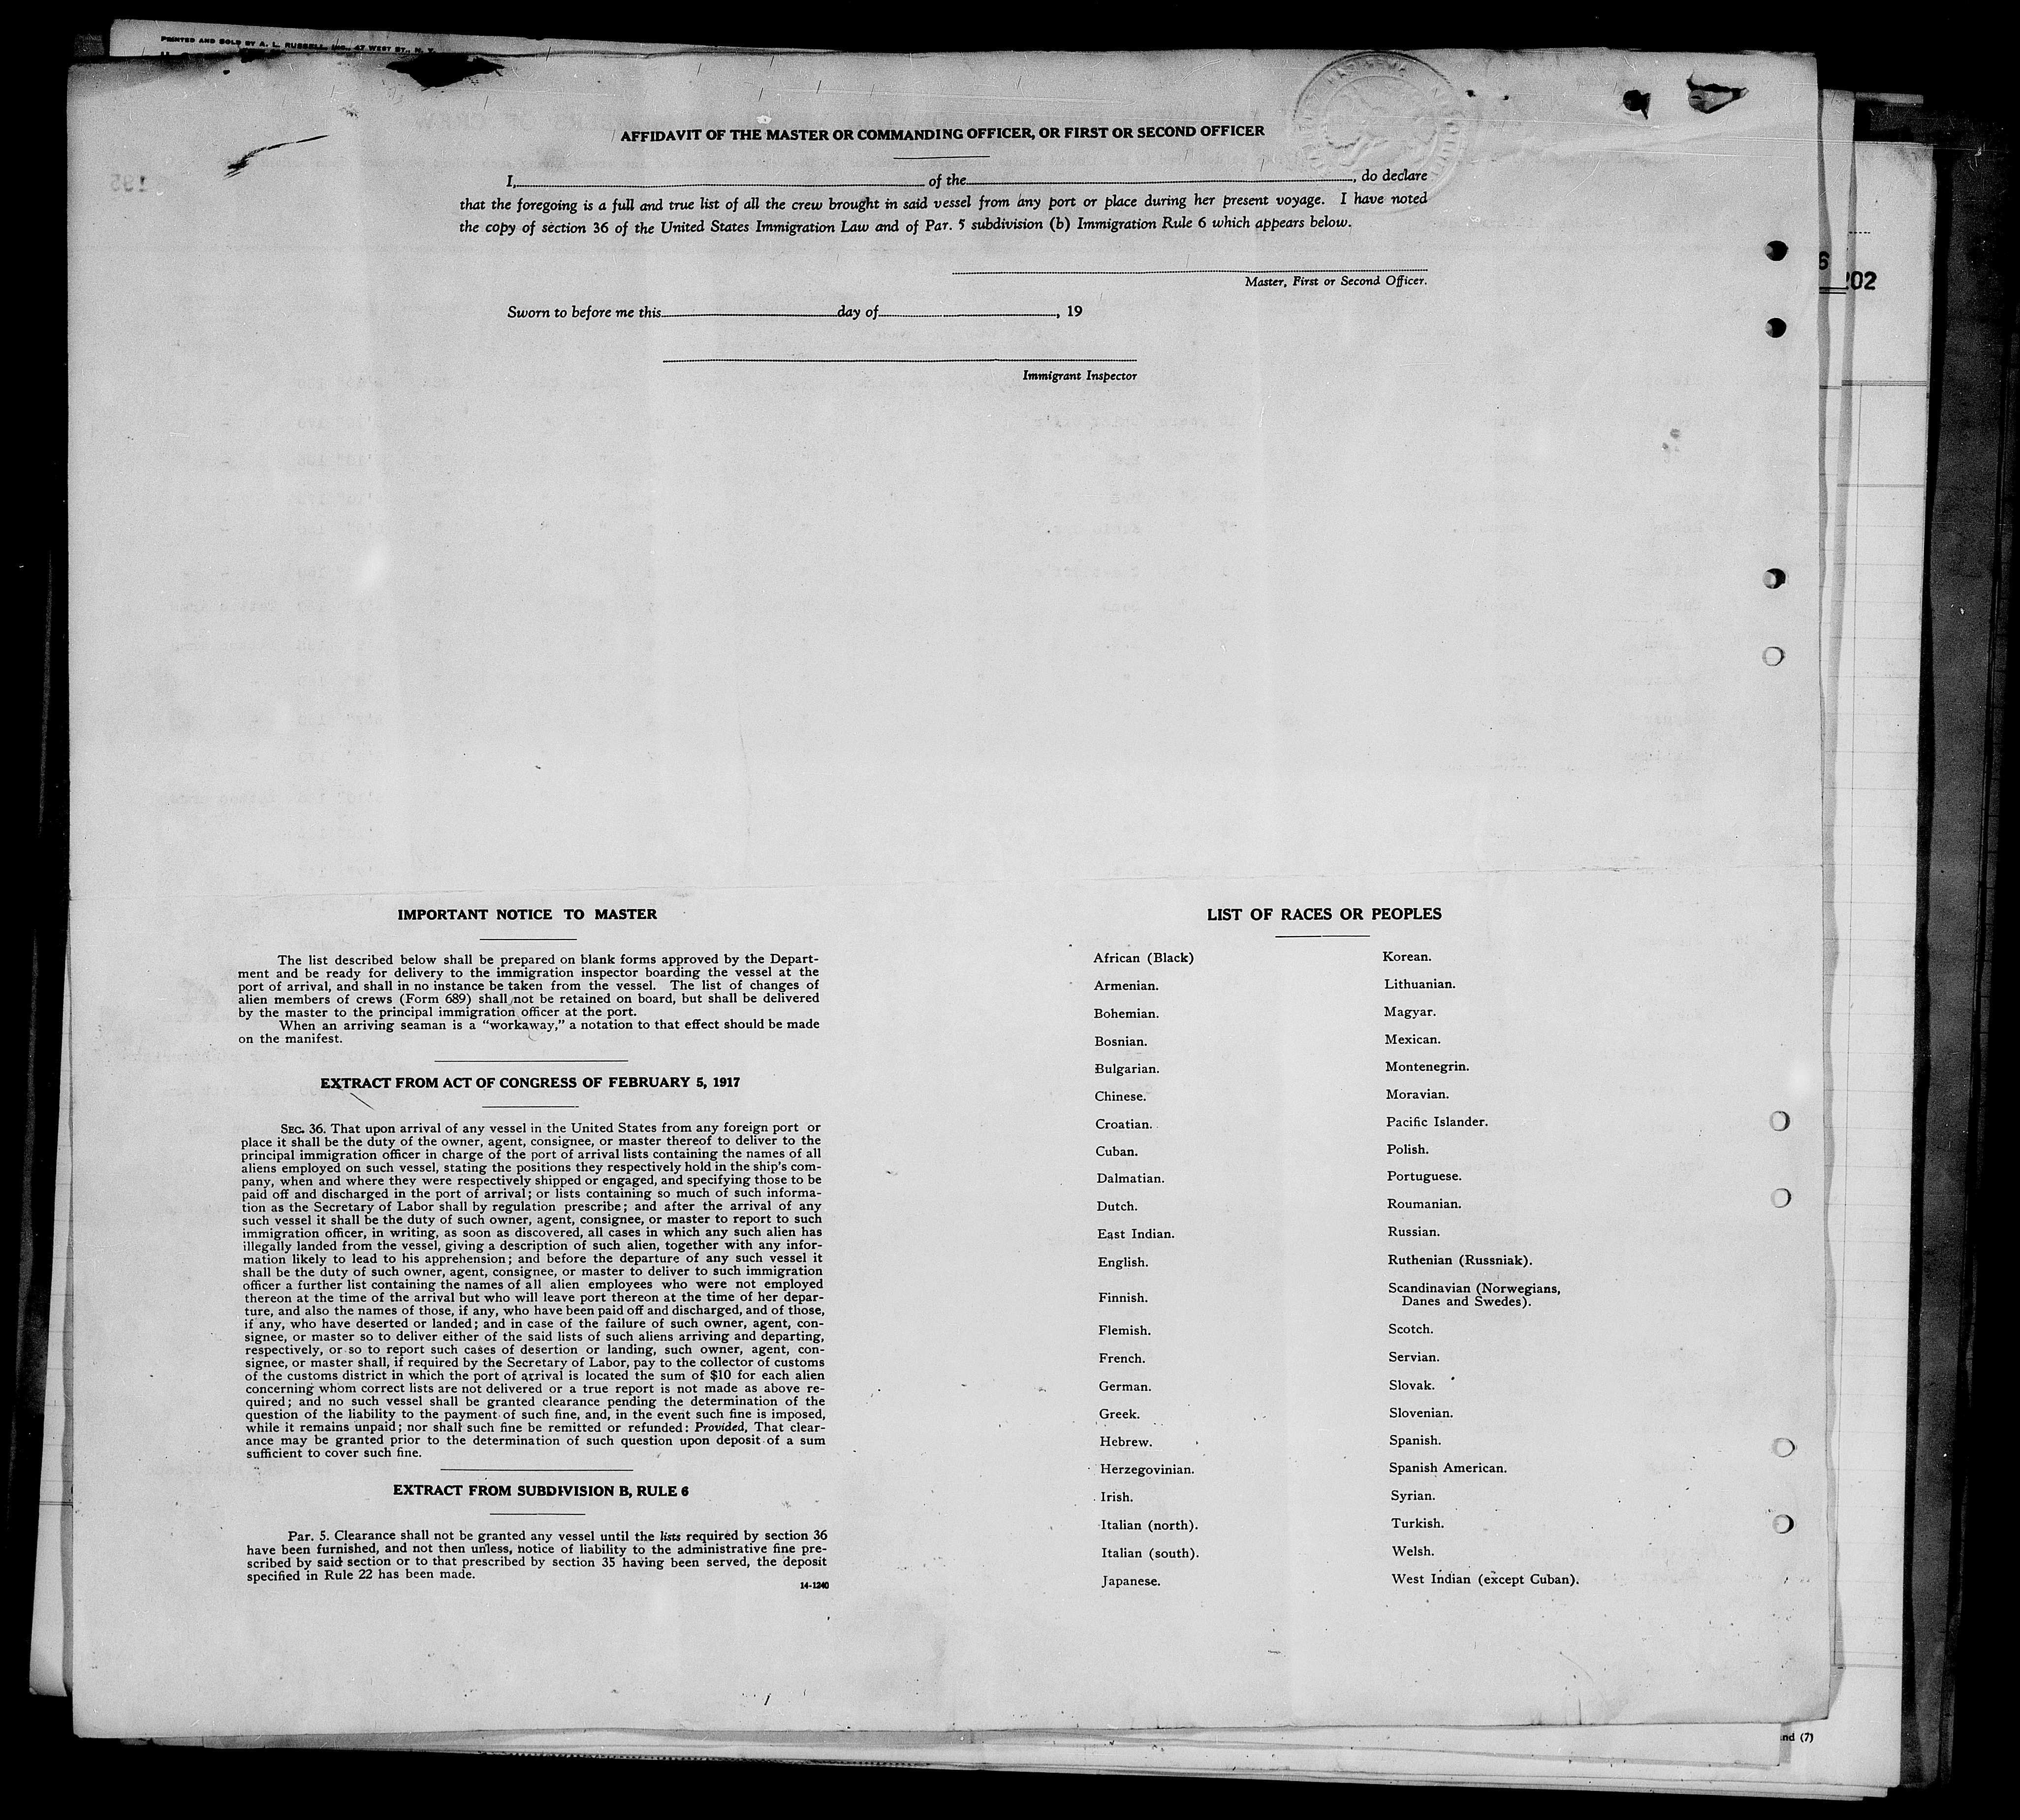 PRINTED AND SOLD BY A. L. RUSSELL, INC., 47 WEST ST., N. Y.
AFFIDAVIT OF THE MASTER OR COMMANDING OFFICER, OR FIRST OR SECOND OFFICER
I, of the , do declare
that the foregoing is a full and true list of all the crew brought in said vessel from any port or place during her present voyage. I have noted
the copy of section 36 of the United States Immigration Law and of Par. 5 subdivision (b) Immigration Rule 6 which appears below.
Master, First or Second Officer.
Sworn to before me this day of , 19
Immigrant Inspector
6
202
IMPORTANT NOTICE TO MASTER
The list described below shall be prepared on blank forms approved by the Depart-
ment and be ready for delivery to the immigration inspector boarding the vessel at the
port of arrival, and shall in no instance be taken from the vessel. The list of changes of
alien members of crews (Form 689) shall not be retained on board, but shall be delivered
by the master to the principal immigration officer at the port.
When an arriving seaman is a "workaway," a notation to that effect should be made
on the manifest.
EXTRACT FROM ACT OF CONGRESS OF FEBRUARY 5, 1917
SEC. 36. That upon arrival of any vessel in the United States from any foreign port or
place it shall be the duty of the owner, agent, consignee, or master thereof to deliver to the
principal immigration officer in charge of the port of arrival lists containing the names of all
aliens employed on such vessel, stating the positions they respectively hold in the ship's com-
pany, when and where they were respectively shipped or engaged, and specifying those to be
paid off and discharged in the port of arrival; or lists containing so much of such informa-
tion as the Secretary of Labor shall by regulation prescribe; and after the arrival of any
such vessel it shall be the duty of such owner, agent, consignee, or master to report to such
immigration officer, in writing, as soon as discovered, all cases in which any such alien has
illegally landed from the vessel, giving a description of such alien, together with any infor-
mation likely to lead to his apprehension; and before the departure of any such vessel it
shall be the duty of such owner, agent, consignee, or master to deliver to such immigration
officer a further list containing the names of all alien employees who were not employed
thereon at the time of the arrival but who will leave port thereon at the time of her depar-
ture, and also the names of those, if any, who have been paid off and discharged, and of those,
if any, who have deserted or landed; and in case of the failure of such owner, agent, con-
signee, or master so to deliver either of the said lists of such aliens arriving and departing,
respectively, or so to report such cases of desertion or landing, such owner, agent, con-
signee, or master shall, if required by the Secretary of Labor, pay to the collector of customs
of the customs district in which the port of arrival is located the sum of $10 for each alien
concerning whom correct lists are not delivered or a true report is not made as above re-
quired; and no such vessel shall be granted clearance pending the determination of the
question of the liability to the payment of such fine, and, in the event such fine is imposed,
while it remains unpaid; nor shall such fine be remitted or refunded: Provided, That clear-
ance may be granted prior to the determination of such question upon deposit of a sum
sufficient to cover such fine.
EXTRACT FROM SUBDIVISION B, RULE 6
Par. 5. Clearance shall not be granted any vessel until the lists required by section 36
have been furnished, and not then unless, notice of liability to the administrative fine pre-
scribed by said section or to that prescribed by section 35 having been served, the deposit
specified in Rule 22 has been made.
14-1240
LIST OF RACES OR PEOPLES
African (Black)
Armenian.
Bohemian.
Bosnian.
Bulgarian.
Chinese.
Croatian.
Cuban.
Dalmatian.
Dutch.
East Indian.
English.
Finnish.
Flemish.
French.
German.
Greek.
Hebrew.
Herzegovinian.
Irish.
Italian (north).
Italian (south).
Japanese.
Korean.
Lithuanian.
Magyar.
Mexican.
Montenegrin.
Moravian.
Pacific Islander.
Polish.
Portuguese.
Roumanian.
Russian.
Ruthenian (Russniak).
Scandinavian (Norwegians,
Danes and Swedes).
Scotch.
Servian.
Slovak.
Slovenian.
Spanish.
Spanish American.
Syrian.
Turkish.
Welsh.
West Indian (except Cuban).
nd (7)